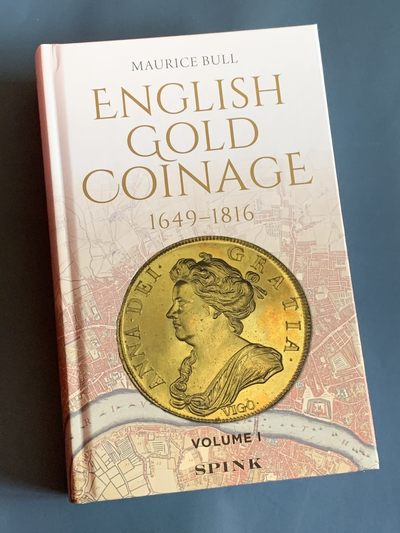 MAURICE BULL
ENGLISH
GOLD
COINAGE
1649–1816
ANNA·DEI·
GRATIA·
VIGO
VOLUME I
SPINK